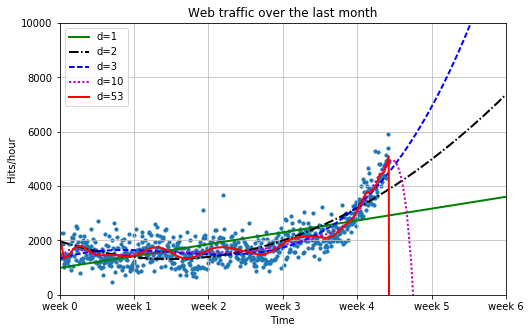 Web traffic over the last month
d=1
d=2
d=3
d=10
d=53
10000
8000
6000
4000
2000
0
Hits/hour
week 0 week 1 week 2 week 3 week 4 week 5 week 6
Time